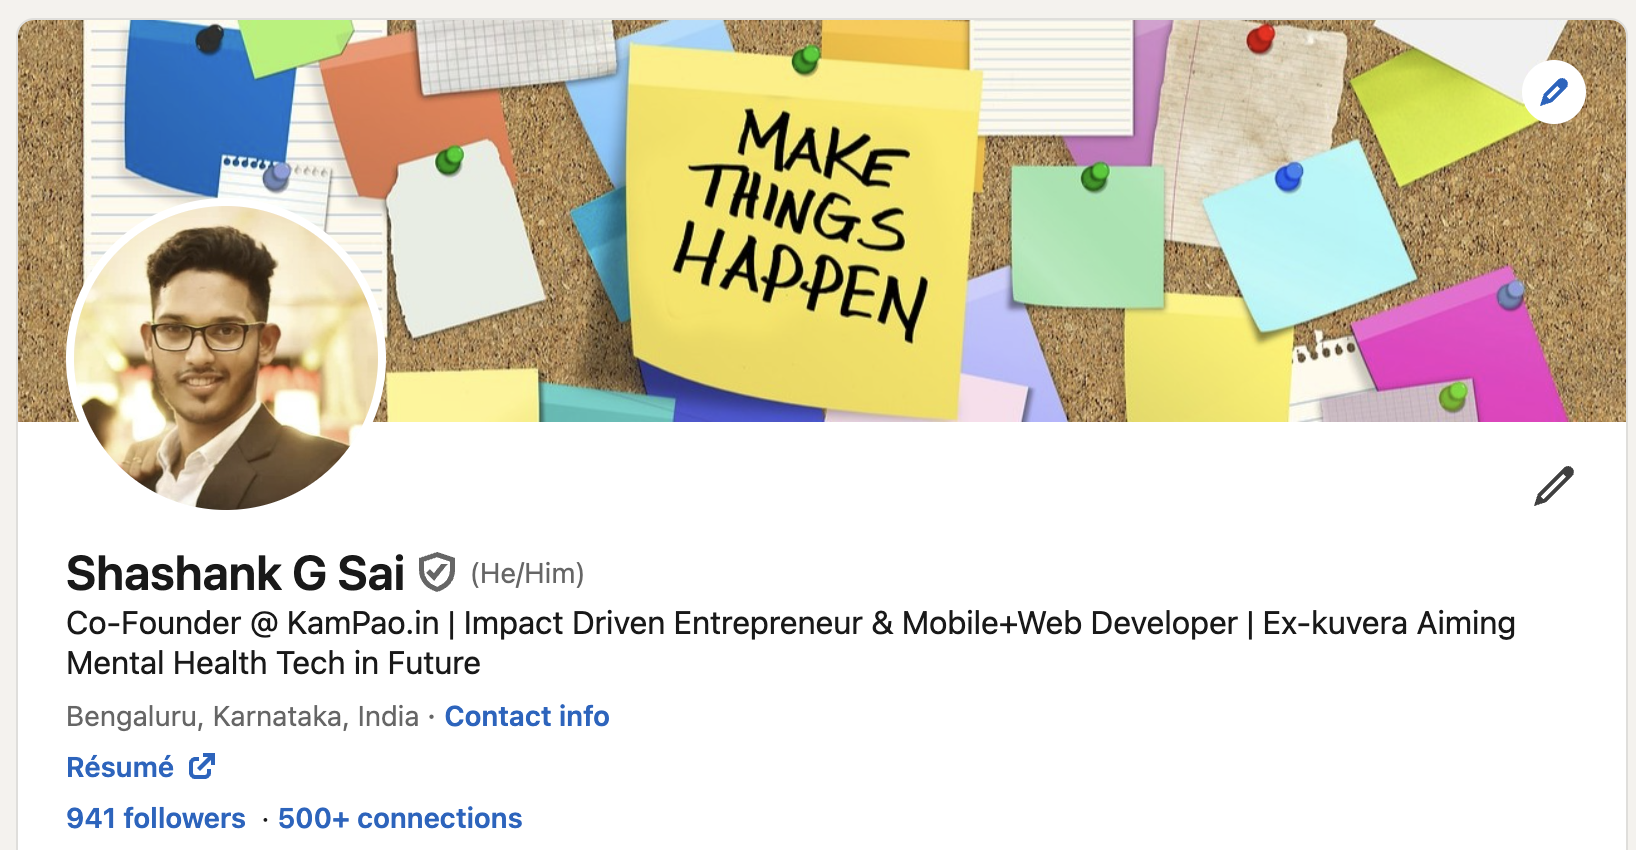 MAKE
THINGS
HAPPEN
Shashank G Sai (He/Him)
Co-Founder @ KamPao.in | Impact Driven Entrepreneur & Mobile+Web Developer | Ex-kuvera Aiming
Mental Health Tech in Future
Bengaluru, Karnataka, India · Contact info
Résumé
941 followers · 500+ connections